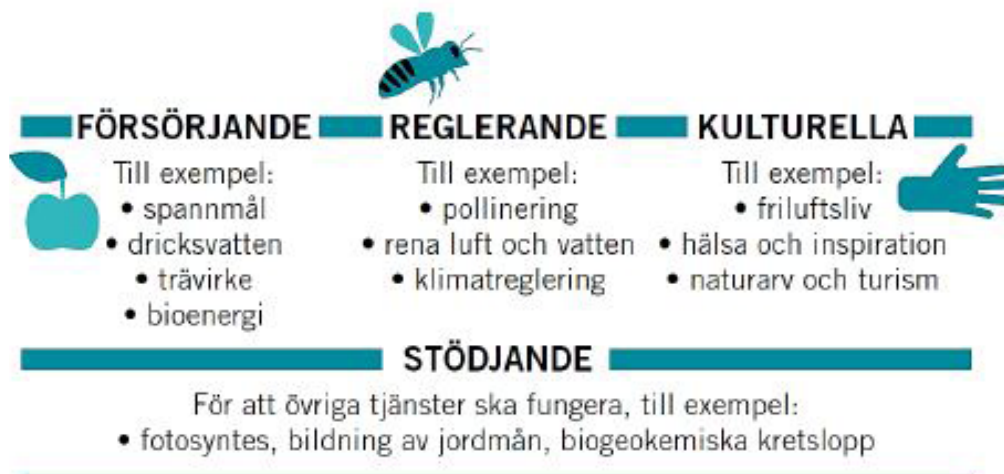 FÖRSÖRJANDE
Till exempel:
• spannmål
• dricksvatten
• trävirke
• bioenergi
REGLERANDE
Till exempel:
• pollinering
• rena luft och vatten
• klimatreglering
KULTURELLA
Till exempel:
• friluftsliv
• hälsa och inspiration
• naturarv och turism
STÖDJANDE
För att övriga tjänster ska fungera, till exempel:
• fotosyntes, bildning av jordmån, biogeokemiska kretslopp